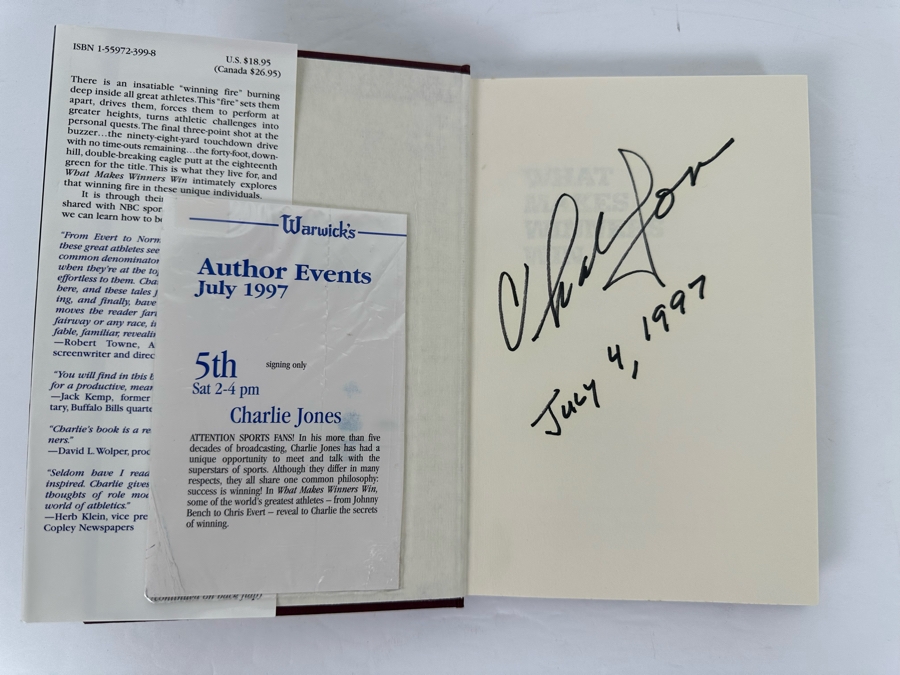 ISBN 1-55972-399-8
U.S. $18.95
(Canada $26.95)
There is an insatiable "winning fire" burning
deep inside all great athletes. This "fire" sets them
apart, drives them, forces them to perform at
greater heights, turns athletic challenges into
personal quests. The final three-point shot at the
buzzer...the ninety-eight-yard touchdown drive
with no time-outs remaining...the forty-foot, down-
hill, double-breaking eagle putt at the eighteenth
green for the title. This is what they live for, and
What Makes Winners Win intimately explores
that winning fire in these unique individuals.
It is through their
shared with NBC spor
we can learn how to be
"From Evert to Norm
these great athletes see
common denominator
when they're at the to
effortless to them. Cha
here, and these tales
ing, and finally, have
moves the reader far
fairway or any race, i
fable, familiar, reveali
—Robert Towne, A
screenwriter and direc
"You will find in this b
for a productive, mean
—Jack Kemp, former
tary, Buffalo Bills quarte
"Charlie's book is a re
ners."
—David L. Wolper, proc
"Seldom have I read
inspired. Charlie gives
thoughts of role mod
world of athletics."
—Herb Klein, vice pre
Copley Newspapers
(continued on back flap)
Warwick's
Author Events
July 1997
5th
signing only
Sat 2-4 pm
Charlie Jones
ATTENTION SPORTS FANS! In his more than five
decades of broadcasting, Charlie Jones has had a
unique opportunity to meet and talk with the
superstars of sports. Although they differ in many
respects, they all share one common philosophy:
success is winning! In What Makes Winners Win,
some of the world's greatest athletes – from Johnny
Bench to Chris Evert – reveal to Charlie the secrets
of winning.
WHAT
MAKES
WINNERS
WIN
Charlie Jones
July 4, 1997